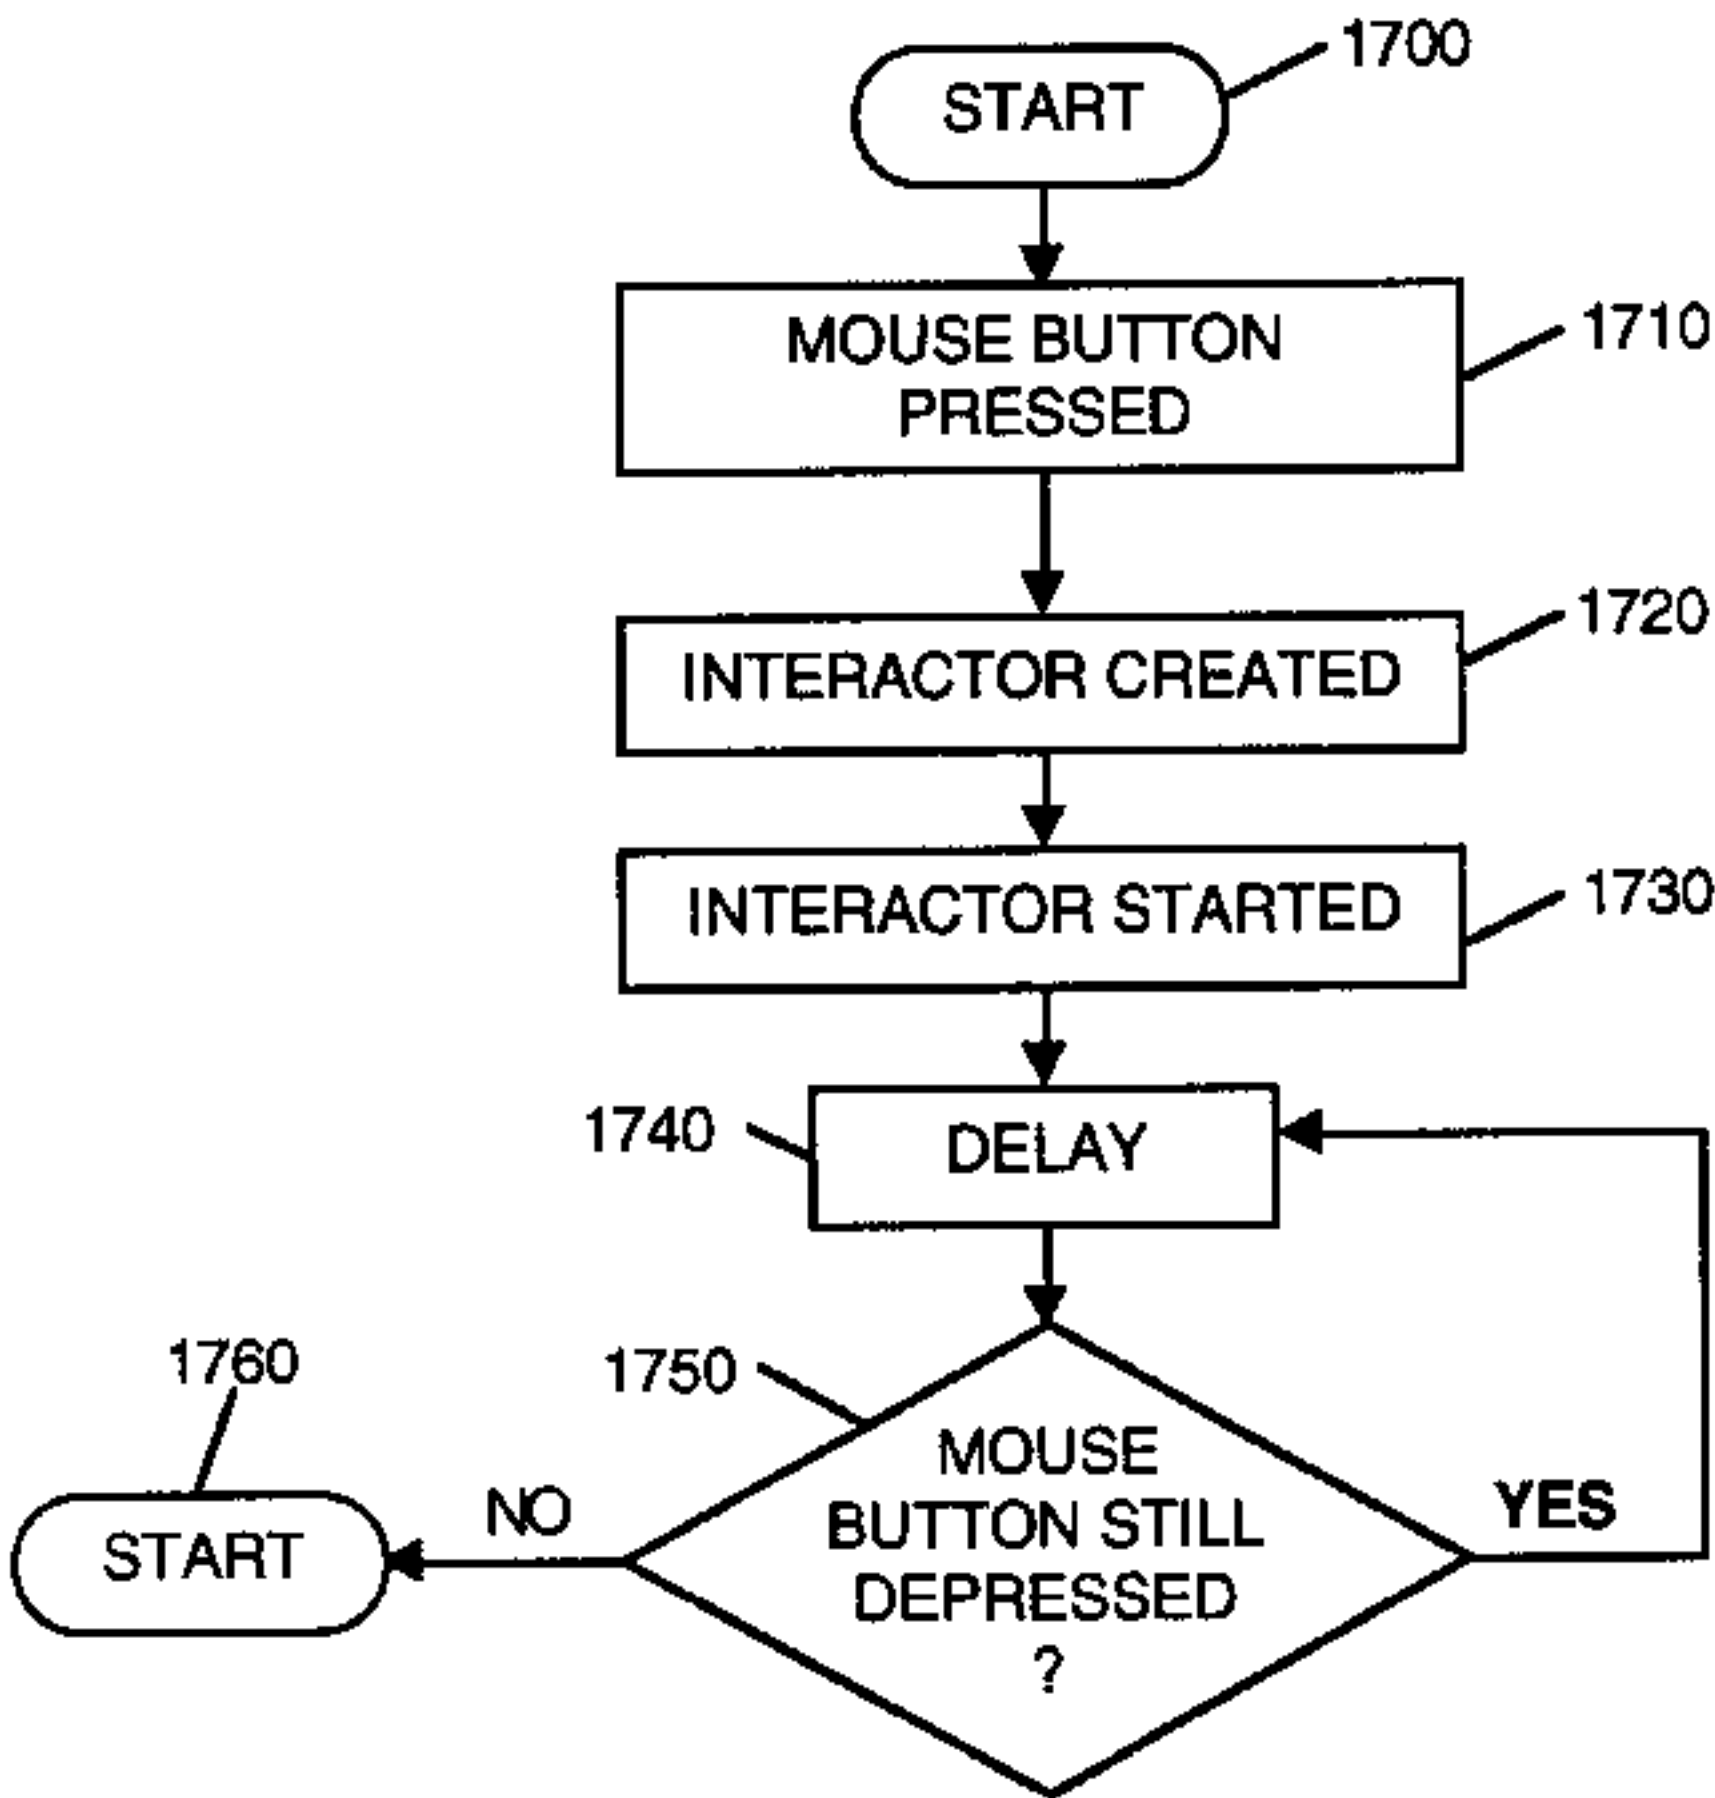 1700
START
MOUSE BUTTON
PRESSED
1710
INTERACTOR CREATED
1720
INTERACTOR STARTED
1730
1740
DELAY
1760
1750
MOUSE
BUTTON STILL
DEPRESSED
?
YES
NO
START